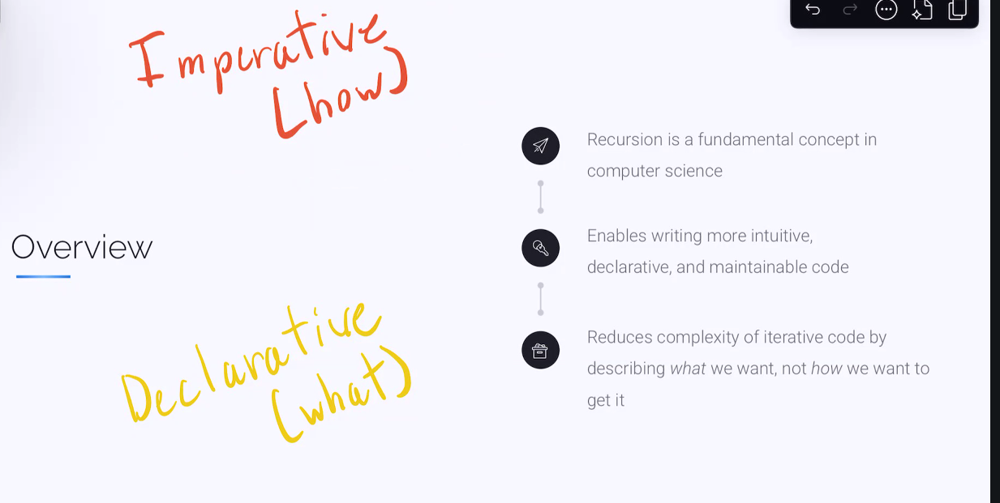 Imperative
(how)
Overview
Declarative
(what)
Recursion is a fundamental concept in
computer science
Enables writing more intuitive,
declarative, and maintainable code
Reduces complexity of iterative code by
describing what we want, not how we want to
get it